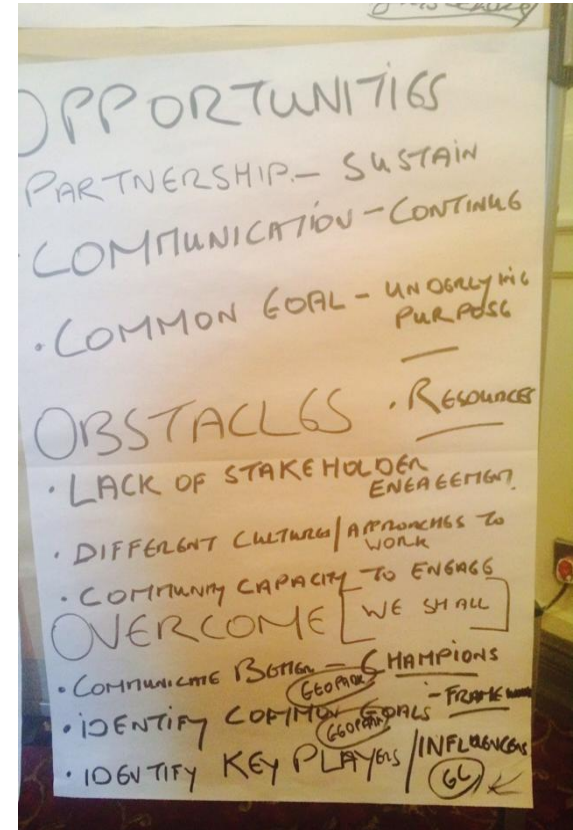 OPPORTUNITIES
PARTNERSHIP - SUSTAIN
· COMMUNICATION - CONTINUE
· COMMON GOAL - UNDERLYING
PURPOSE
OBSTACLES · RESOURCES
· LACK OF STAKEHOLDER
ENGAGEMENT.
· DIFFERENT CULTURES/APPROACHES TO
WORK
· COMMUNITY CAPACITY TO ENGAGE
OVERCOME [WE SHALL]
· COMMUNICATE BETTER - CHAMPIONS
GEOPARK
· IDENTIFY COMMON GOALS - FRAMEWORK
GEOPARK
· IDENTIFY KEY PLAYERS/INFLUENCERS
GL